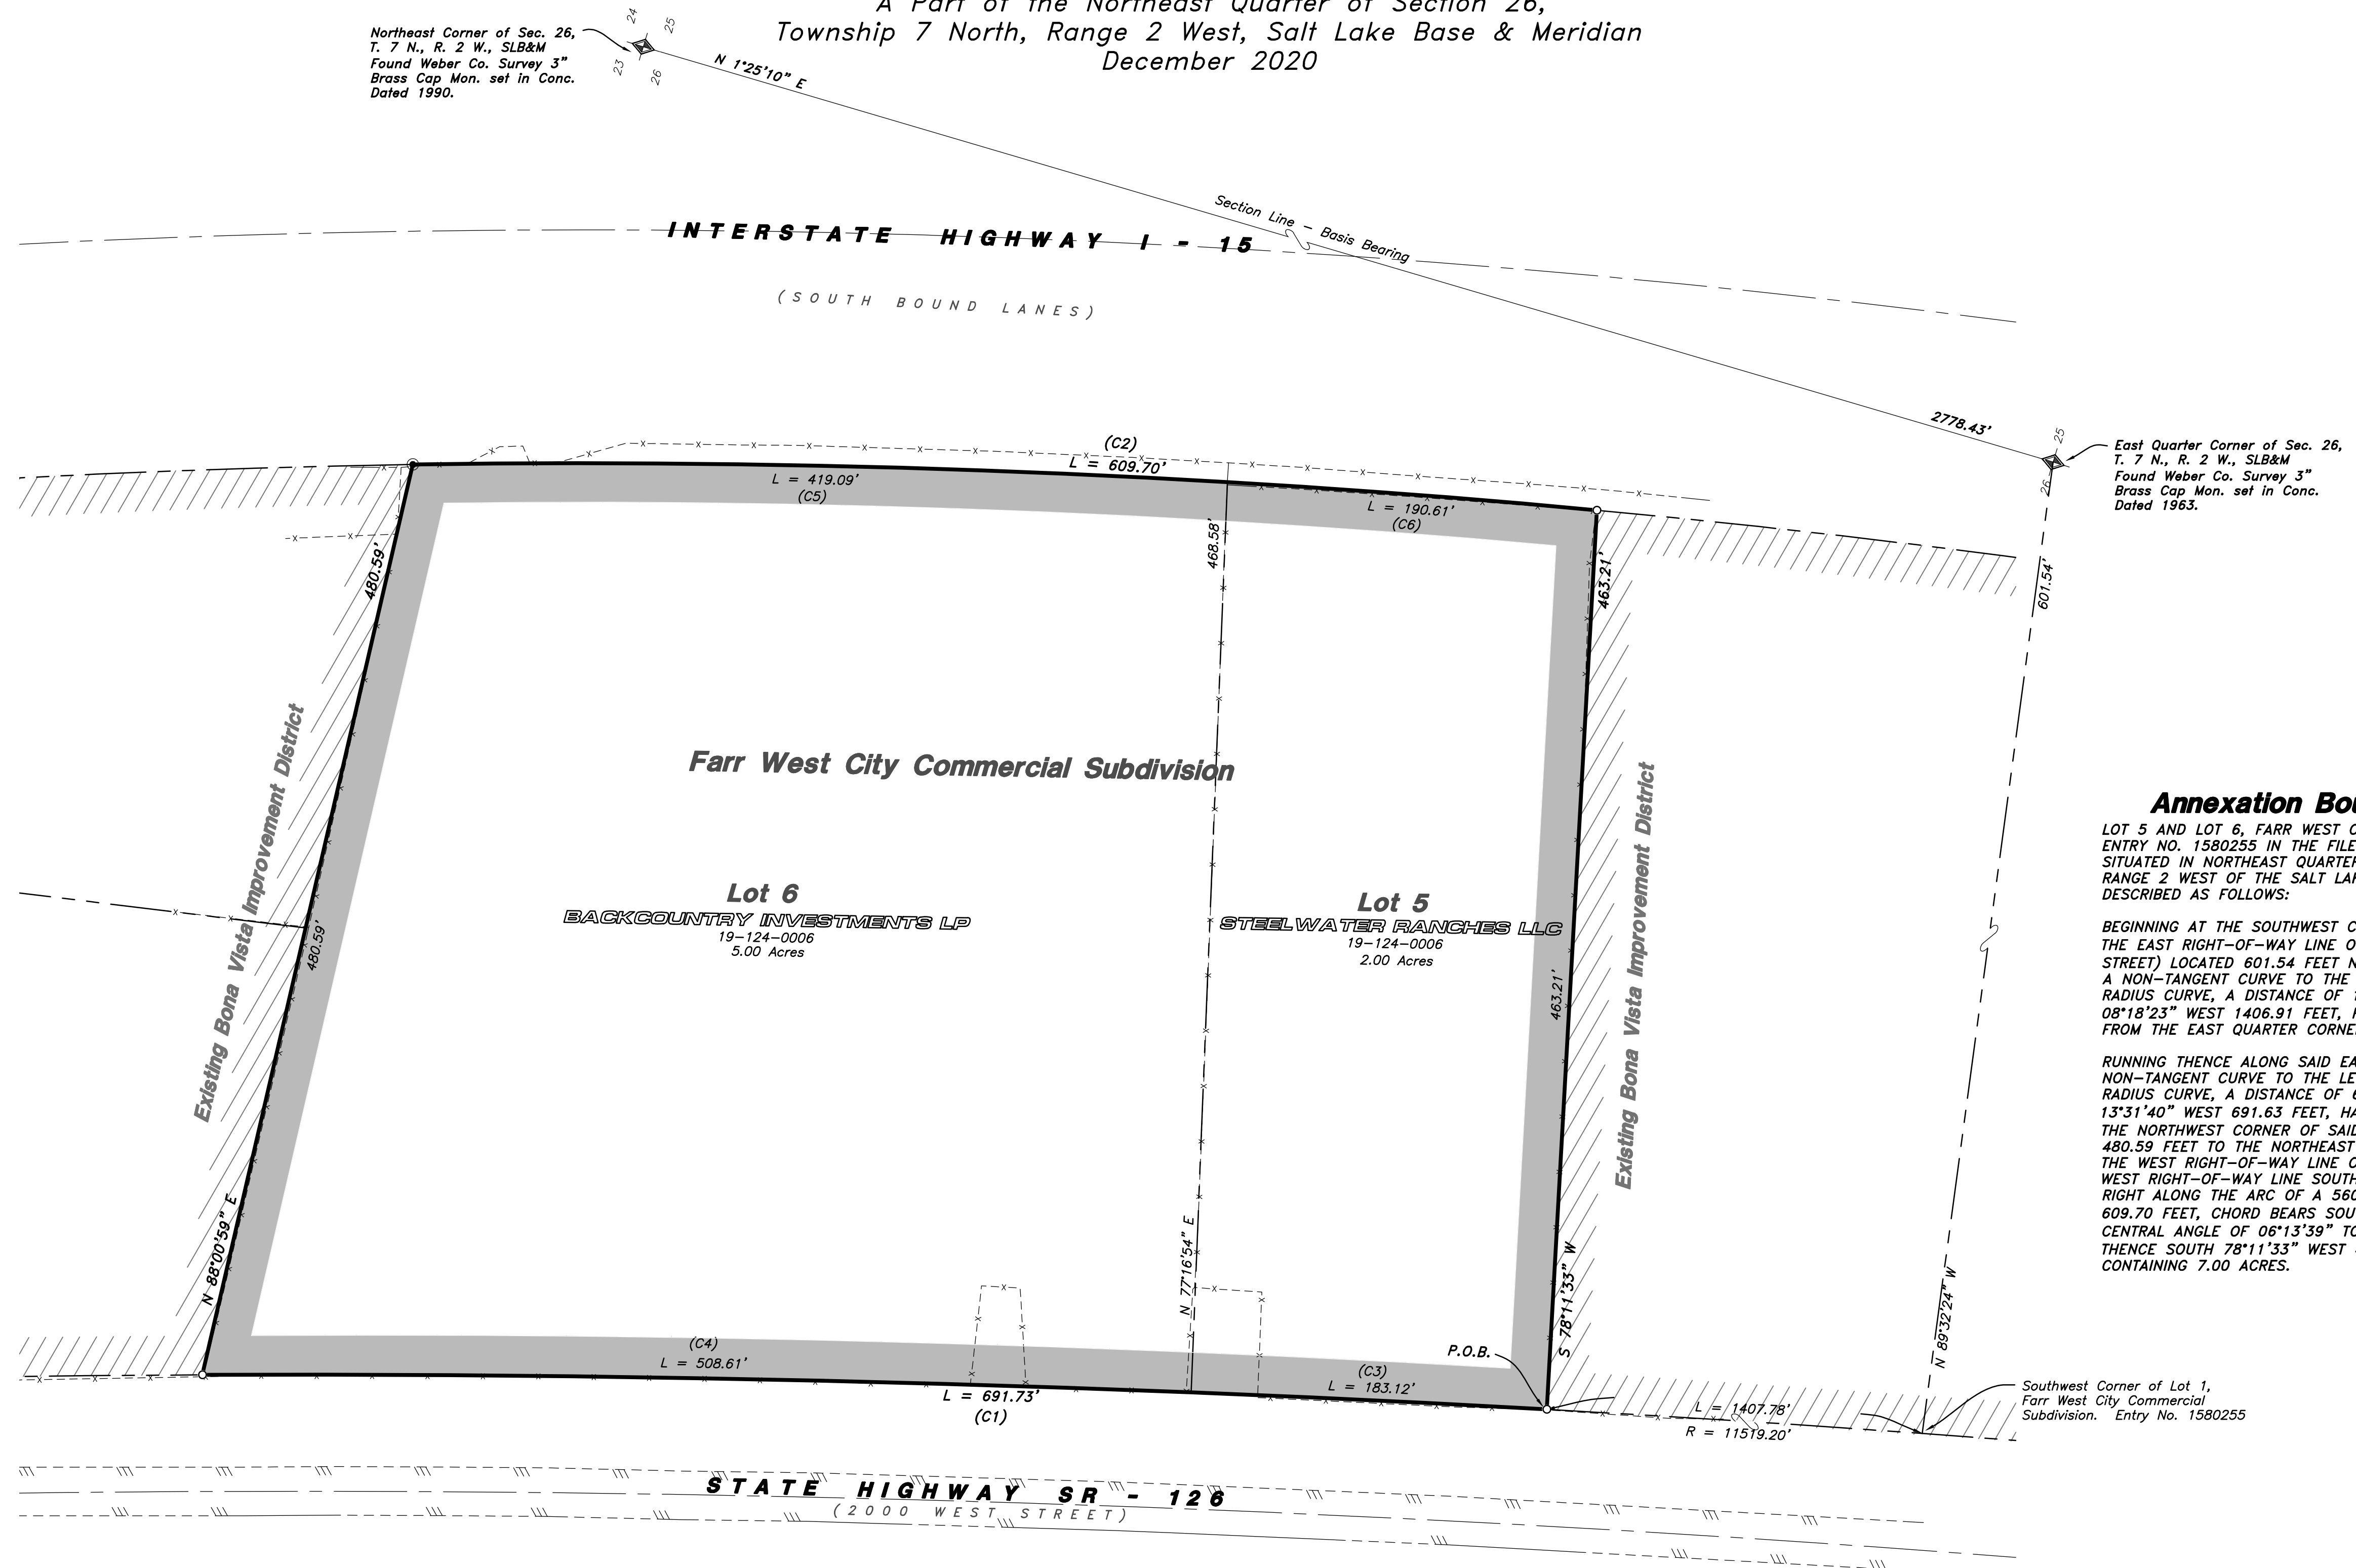 A Part of the Northeast Quarter of Section 26,
Township 7 North, Range 2 West, Salt Lake Base & Meridian
December 2020
Northeast Corner of Sec. 26,
T. 7 N., R. 2 W., SLB&M
Found Weber Co. Survey 3"
Brass Cap Mon. set in Conc.
Dated 1990.
24
25
23
26
N 1°25'10" E
Section Line - Basis Bearing
INTERSTATE HIGHWAY I - 15
(SOUTH BOUND LANES)
2778.43'
25
26
East Quarter Corner of Sec. 26,
T. 7 N., R. 2 W., SLB&M
Found Weber Co. Survey 3"
Brass Cap Mon. set in Conc.
Dated 1963.
601.54'
(C2)
L = 609.70'
L = 419.09'
(C5)
L = 190.61'
(C6)
480.59'
468.58'
463.21'
Existing Bona Vista Improvement District
Farr West City Commercial Subdivision
Existing Bona Vista Improvement District
Lot 6
BACKCOUNTRY INVESTMENTS LP
19-124-0006
5.00 Acres
Lot 5
STEELWATER RANCHES LLC
19-124-0006
2.00 Acres
480.59'
463.21'
N 88°00'59" E
N 77°16'54" E
S 78°11'33" W
N 89°32'24" W
Annexation Bou
LOT 5 AND LOT 6, FARR WEST C
ENTRY NO. 1580255 IN THE FILE
SITUATED IN NORTHEAST QUARTER
RANGE 2 WEST OF THE SALT LAK
DESCRIBED AS FOLLOWS:
BEGINNING AT THE SOUTHWEST C
THE EAST RIGHT-OF-WAY LINE O
STREET) LOCATED 601.54 FEET N
A NON-TANGENT CURVE TO THE
RADIUS CURVE, A DISTANCE OF 1
08°18'23" WEST 1406.91 FEET, H
FROM THE EAST QUARTER CORNE
RUNNING THENCE ALONG SAID EA
NON-TANGENT CURVE TO THE LE
RADIUS CURVE, A DISTANCE OF 6
13°31'40" WEST 691.63 FEET, HA
THE NORTHWEST CORNER OF SAID
480.59 FEET TO THE NORTHEAST
THE WEST RIGHT-OF-WAY LINE O
WEST RIGHT-OF-WAY LINE SOUTH
RIGHT ALONG THE ARC OF A 560
609.70 FEET, CHORD BEARS SOU
CENTRAL ANGLE OF 06°13'39" TO
THENCE SOUTH 78°11'33" WEST
CONTAINING 7.00 ACRES.
P.O.B.
(C4)
L = 508.61'
(C3)
L = 183.12'
L = 691.73'
(C1)
L = 1407.78'
R = 11519.20'
Southwest Corner of Lot 1,
Farr West City Commercial
Subdivision. Entry No. 1580255
STATE HIGHWAY SR - 126
(2000 WEST STREET)